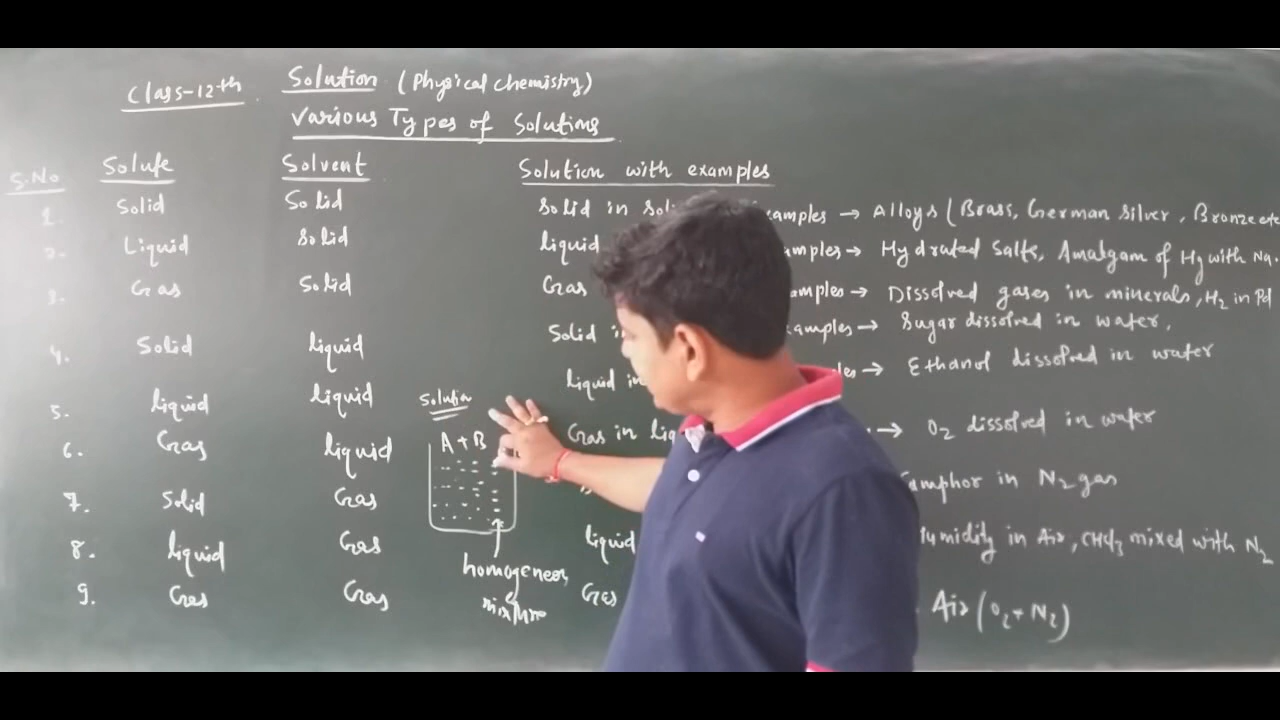 Class-12th Solution (Physical chemistry)
Various Types of Solutions
S.No Solute Solvent Solution with examples
1. Solid Solid Solid in Soli xamples → Alloys (Brass, German silver, Bronze etc
2. Liquid Solid liquid amples → Hydrated Salts, Amalgam of Hg with Na.
3. Gas Solid Gas amples → Dissolved gases in minerals, H2 in Pd
4. Solid liquid Solid in xamples → Sugar dissolved in water.
5. liquid liquid liquid in les → Ethanol dissolved in water
6. Gas liquid Gas in liq → O2 dissolved in water
7. Solid Gas amphor in N2 gas
8. liquid Gas liquid Humidity in Air, CHCl3 mixed with N2
9. Gas Gas Gas Air (O2 + N2)
Solution
A + B
homogeneous
mixture